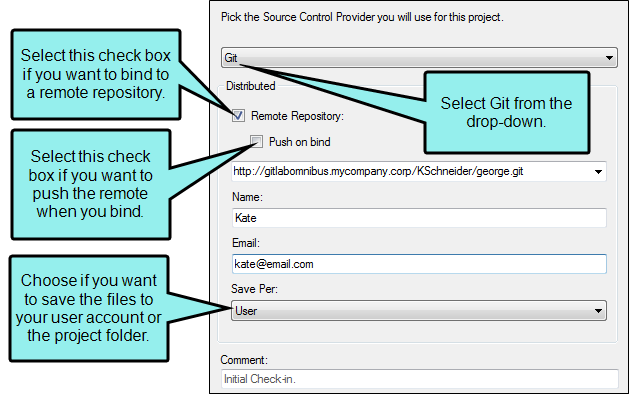 Pick the Source Control Provider you will use for this project.
Select this check box
if you want to bind to
a remote repository.
Git
Select Git from the
drop-down.
Distributed
Remote Repository:
Push on bind
Select this check
box if you want to
push the remote
when you bind.
http://gitlabomnibus.mycompany.corp/KSchneider/george.git
Name:
Kate
Email:
kate@email.com
Choose if you want
to save the files to
your user account or
the project folder.
Save Per:
User
Comment:
Initial Check-in.